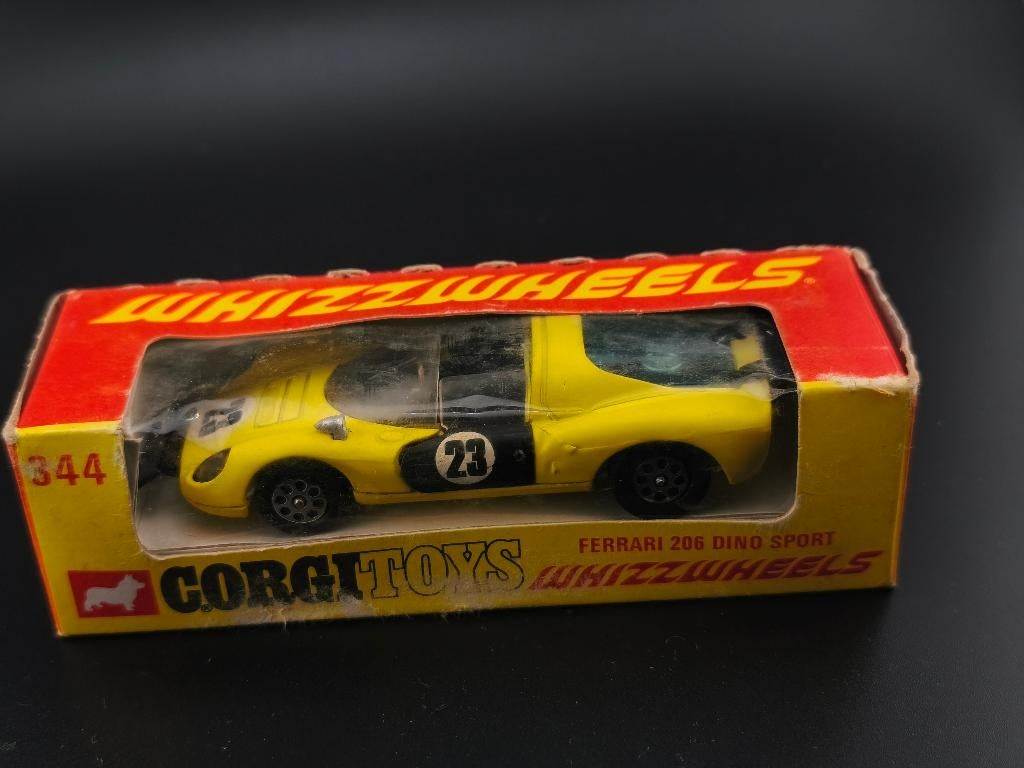 WHIZZWHEELS
344
23
FERRARI 206 DINO SPORT
CORGI TOYS WHIZZWHEELS